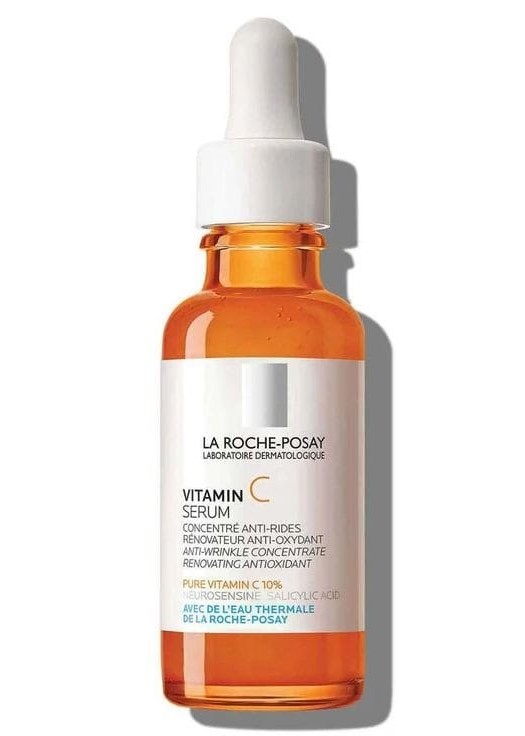 LA ROCHE-POSAY
LABORATOIRE DERMATOLOGIQUE
VITAMIN C
SERUM
CONCENTRÉ ANTI-RIDES
RÉNOVATEUR ANTI-OXYDANT
ANTI-WRINKLE CONCENTRATE
RENOVATING ANTIOXIDANT
PURE VITAMIN C 10%
NEUROSENSINE SALICYLIC ACID
AVEC DE L'EAU THERMALE
DE LA ROCHE-POSAY